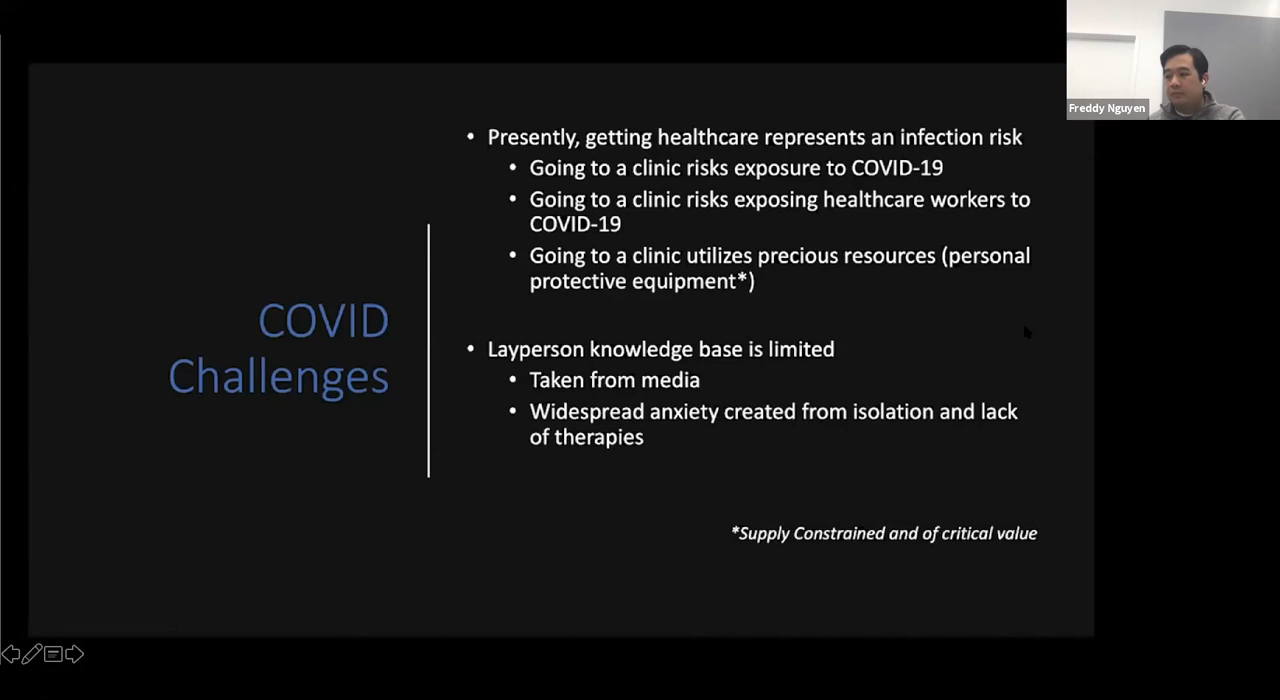 Freddy Nguyen
COVID
Challenges
• Presently, getting healthcare represents an infection risk
• Going to a clinic risks exposure to COVID-19
• Going to a clinic risks exposing healthcare workers to
COVID-19
• Going to a clinic utilizes precious resources (personal
protective equipment*)
• Layperson knowledge base is limited
• Taken from media
• Widespread anxiety created from isolation and lack
of therapies
*Supply Constrained and of critical value